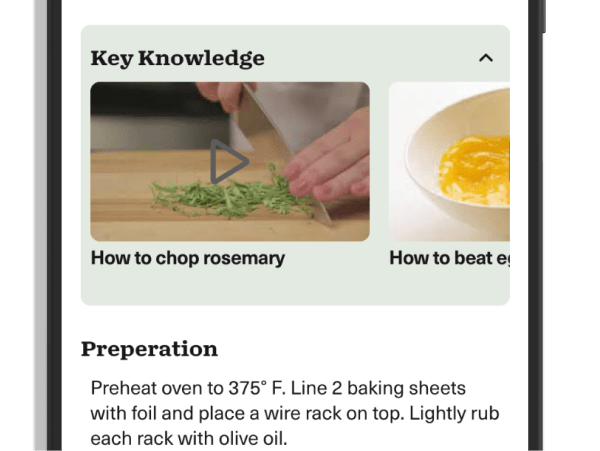 Key Knowledge
How to chop rosemary
How to beat
Preperation
Preheat oven to 375° F. Line 2 baking sheets
with foil and place a wire rack on top. Lightly rub
each rack with olive oil.